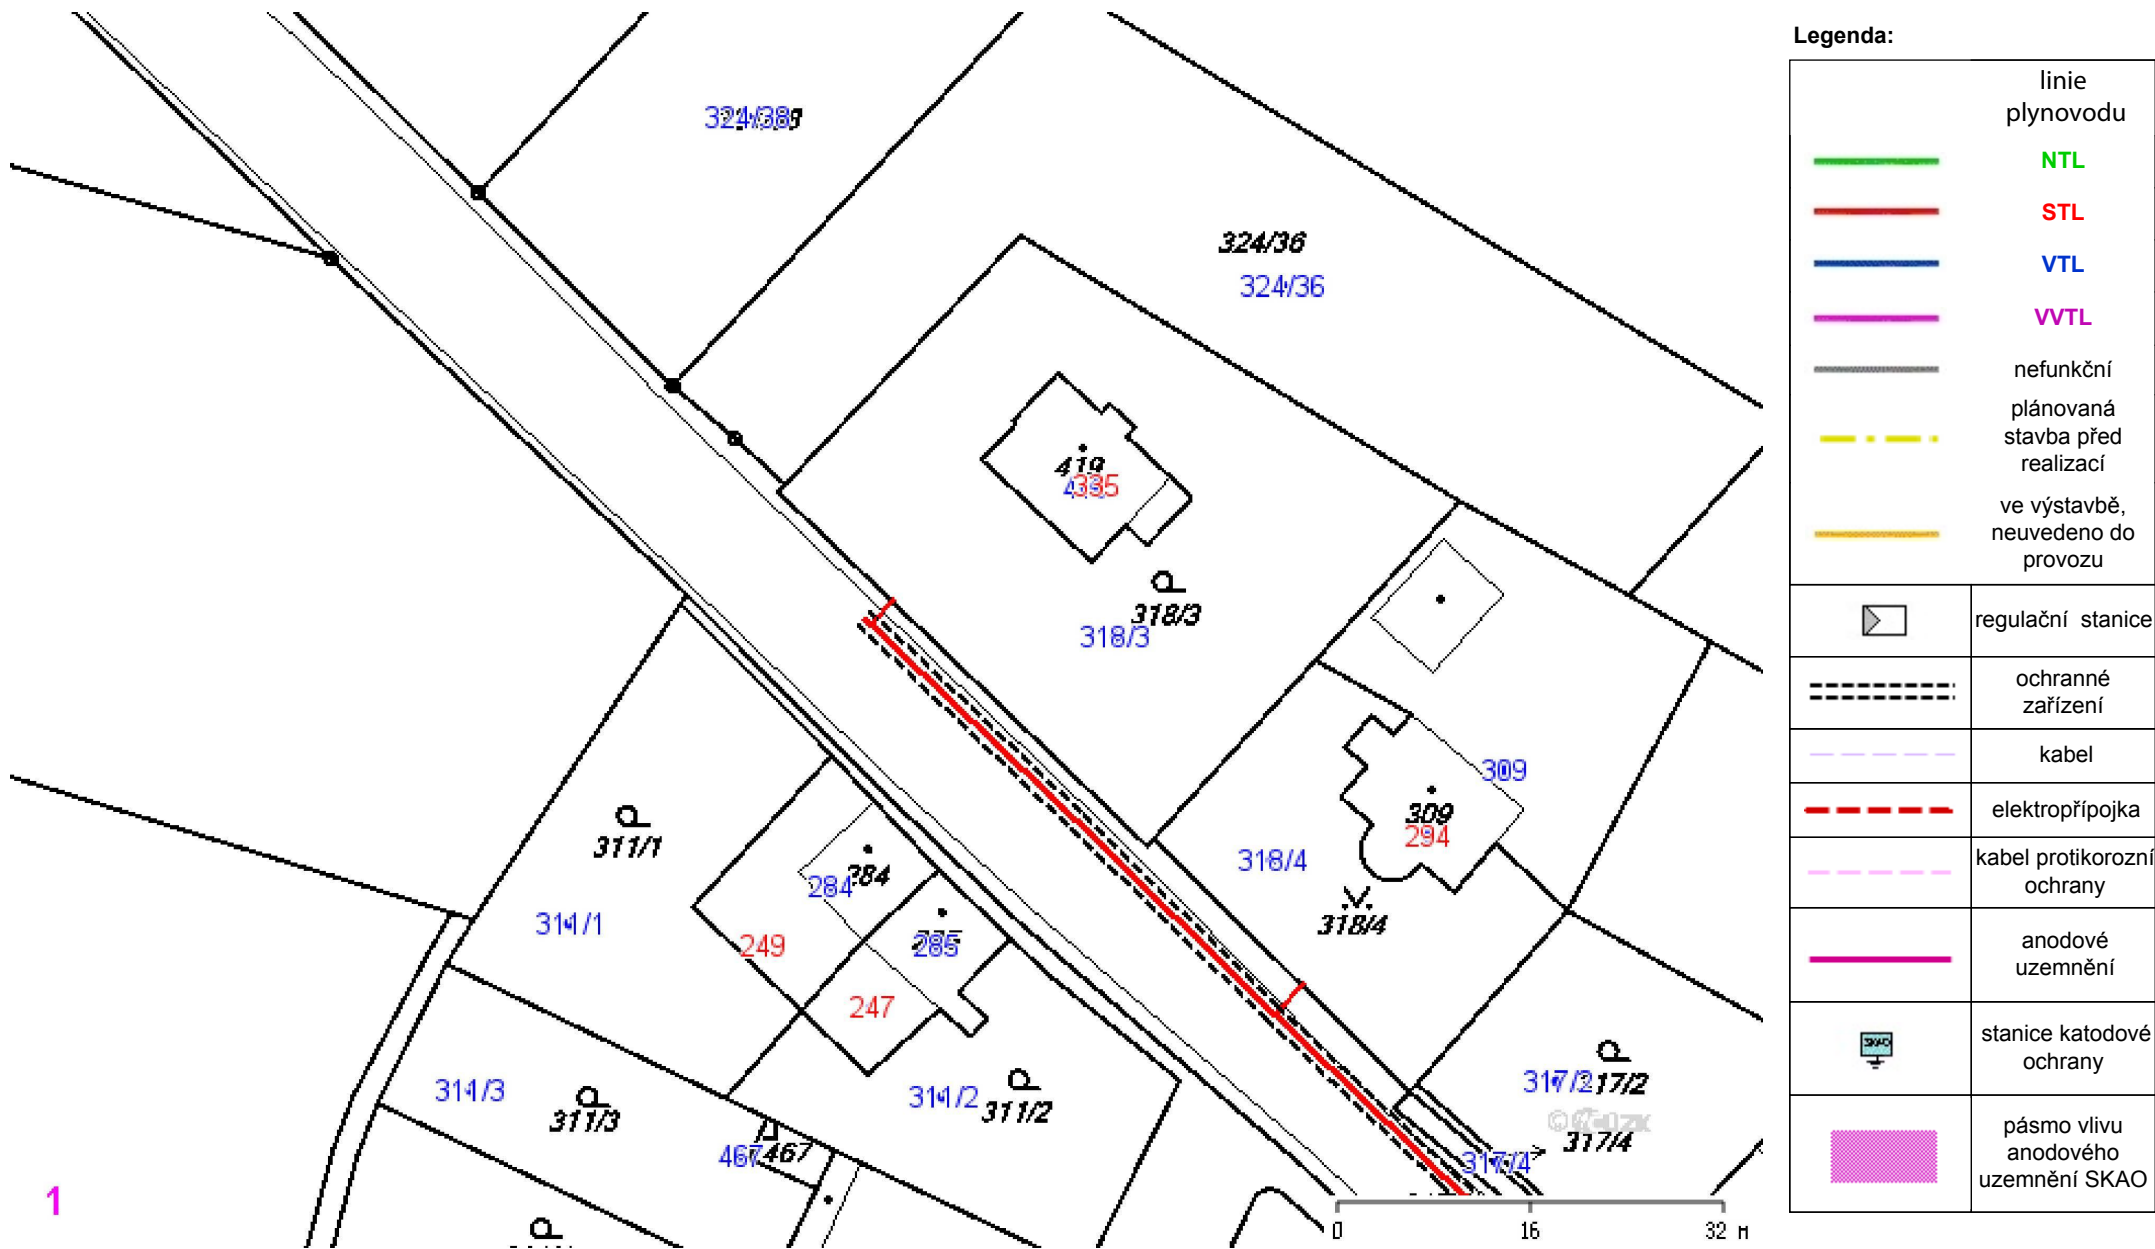 Legenda:
linie
plynovodu
NTL
STL
VTL
VVTL
nefunkční
plánovaná
stavba před
realizací
ve výstavbě,
neuvedeno do
provozu
regulační stanice
ochranné
zařízení
kabel
elektropřípojka
kabel protikorozní
ochrany
anodové
uzemnění
SKAO
stanice katodové
ochrany
pásmo vlivu
anodového
uzemnění SKAO
324/38
324/36
324/36
419
335
318/3
318/3
309
309
294
318/4
318/4
311/1
311/1
284
284
249
285
247
311/3
311/3
311/2
311/2
467
467
317/2
317/2
317/4
317/4
1
0 16 32 м